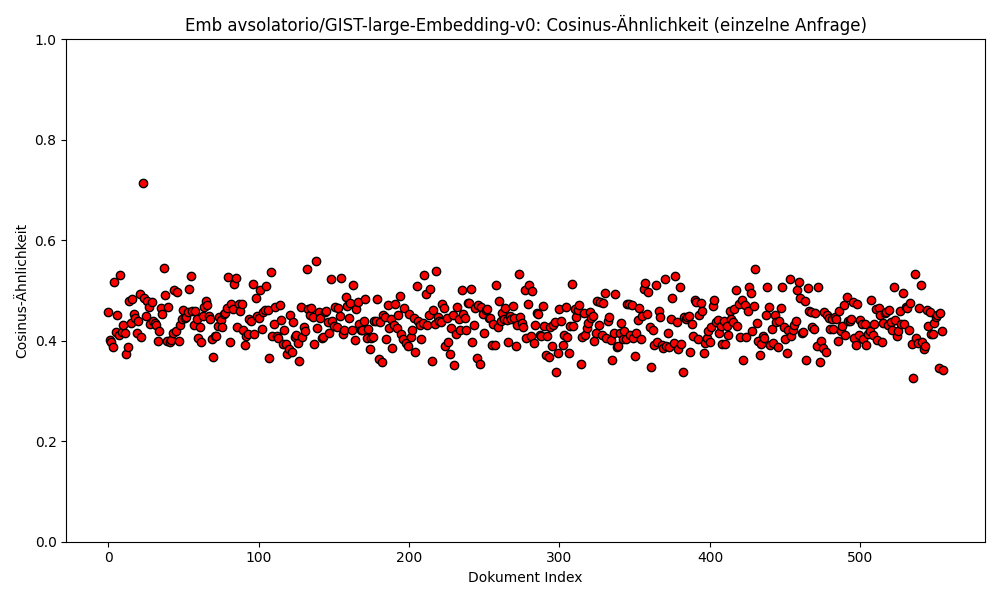 Emb avsolatorio/GIST-large-Embedding-v0: Cosinus-Ähnlichkeit (einzelne Anfrage)
1.0
0.8
0.6
0.4
0.2
0.0
Cosinus-Ähnlichkeit
0 100 200 300 400 500
Dokument Index